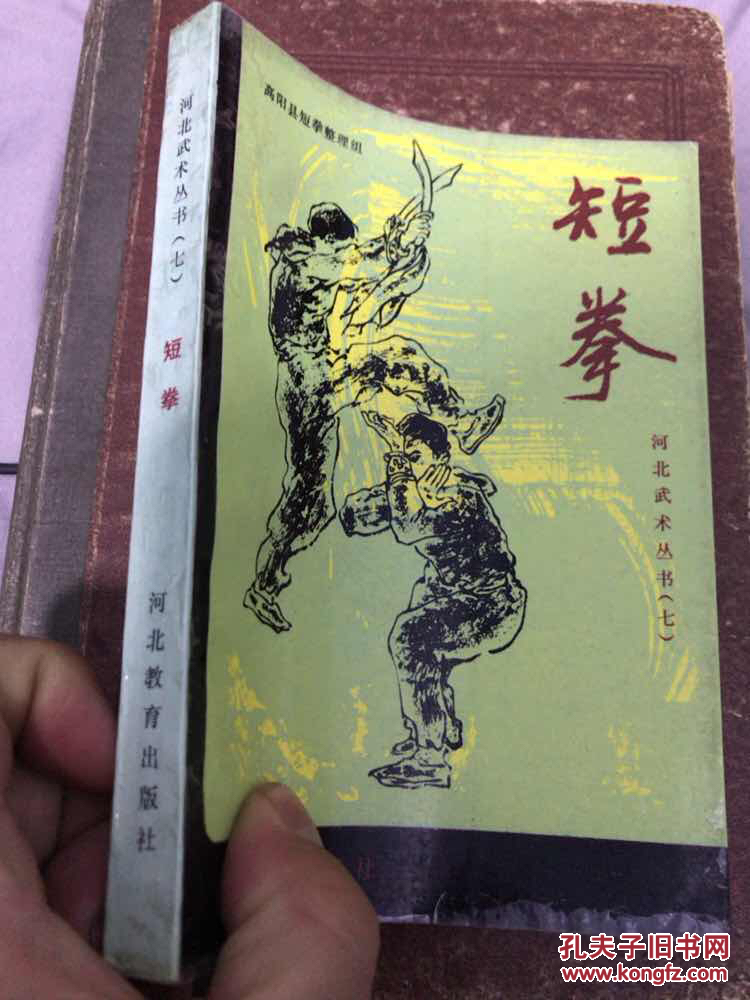 河北武术丛书(七)
短拳
河北教育出版社
高阳县短拳整理组
短拳
河北武术丛书(七)
社
孔夫子旧书网
www.kongfz.com